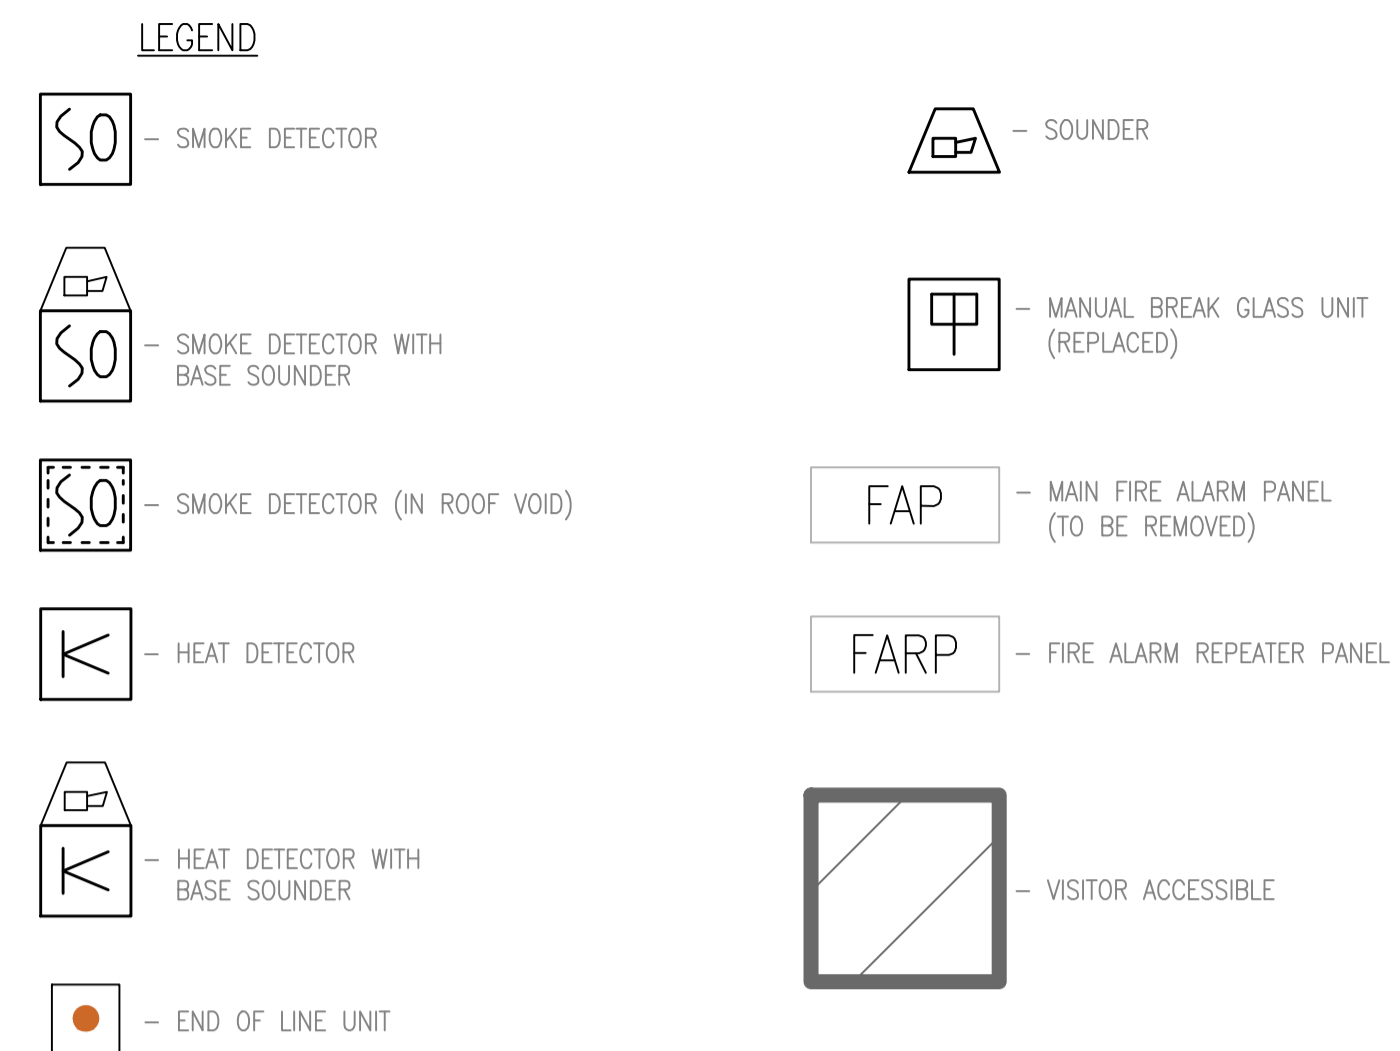 LEGEND
SO – SMOKE DETECTOR
SO – SMOKE DETECTOR WITH
BASE SOUNDER
SO – SMOKE DETECTOR (IN ROOF VOID)
K – HEAT DETECTOR
K – HEAT DETECTOR WITH
BASE SOUNDER
– END OF LINE UNIT
– SOUNDER
– MANUAL BREAK GLASS UNIT
(REPLACED)
FAP – MAIN FIRE ALARM PANEL
(TO BE REMOVED)
FARP – FIRE ALARM REPEATER PANEL
– VISITOR ACCESSIBLE